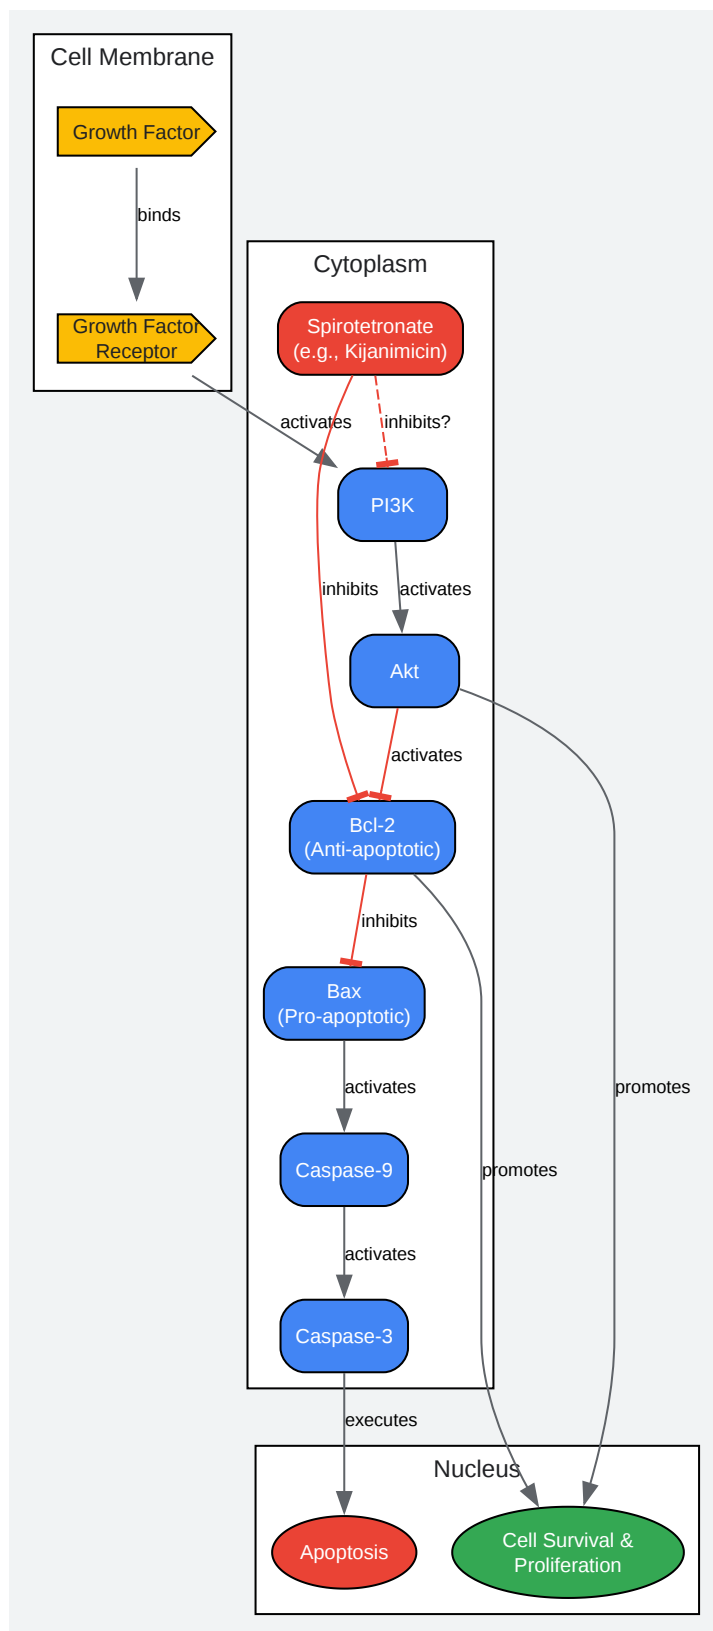 Cell Membrane
Growth Factor
binds
Growth Factor
Receptor
Cytoplasm
Spirotetronate
(e.g., Kijanimicin)
activates
inhibits?
PI3K
inhibits
activates
Akt
activates
Bcl-2
(Anti-apoptotic)
inhibits
Bax
(Pro-apoptotic)
activates
promotes
Caspase-9
promotes
activates
Caspase-3
executes
Nucleus
Apoptosis
Cell Survival &
Proliferation